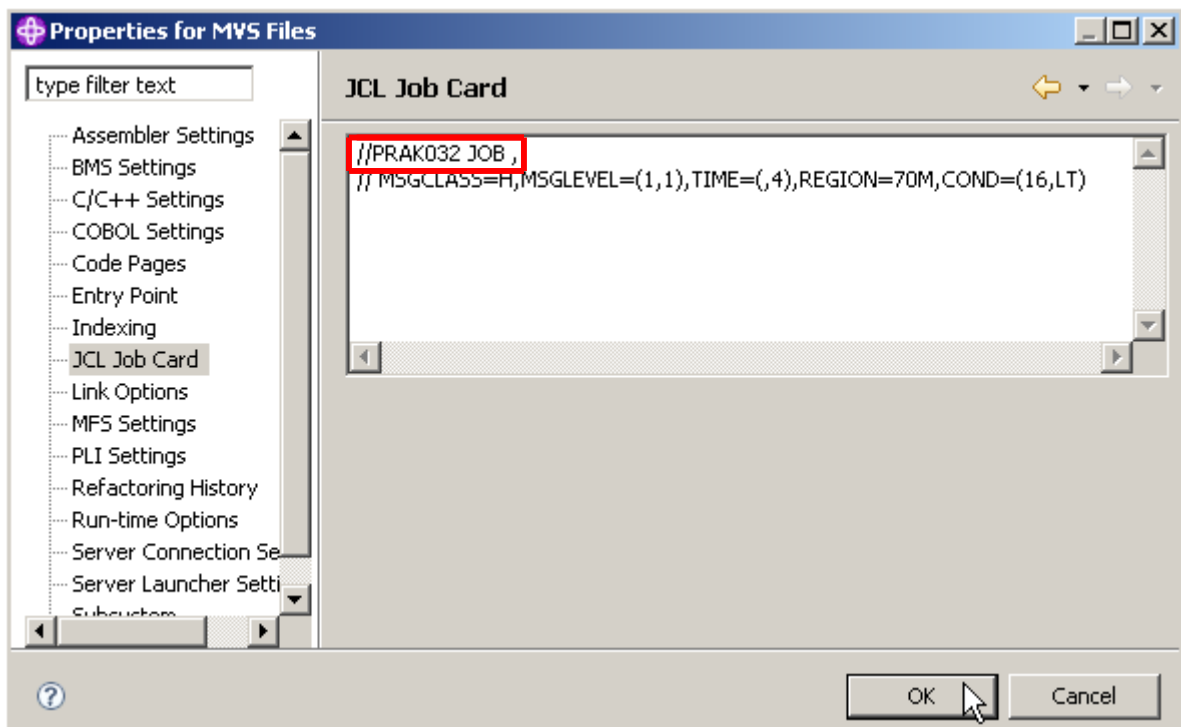 Properties for MVS Files
type filter text
Assembler Settings
BMS Settings
C/C++ Settings
COBOL Settings
Code Pages
Entry Point
Indexing
JCL Job Card
Link Options
MFS Settings
PLI Settings
Refactoring History
Run-time Options
Server Connection Se
Server Launcher Setti
Subsystem
JCL Job Card
//PRAK032 JOB ,
// MSGCLASS=H,MSGLEVEL=(1,1),TIME=(,4),REGION=70M,COND=(16,LT)
?
OK
Cancel